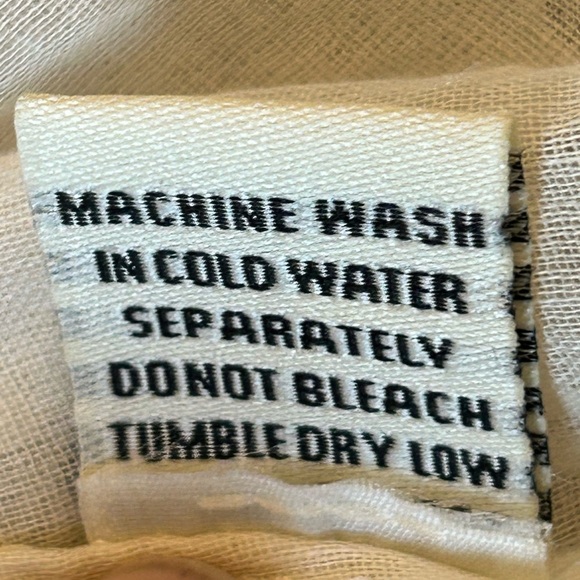 MACHINE WASH
IN COLD WATER
SEPARATELY
DO NOT BLEACH
TUMBLE DRY LOW